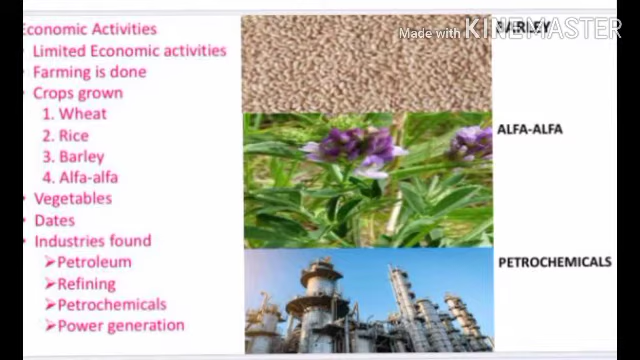 Economic Activities
Limited Economic activities
Farming is done
Crops grown
1. Wheat
2. Rice
3. Barley
4. Alfa-alfa
Vegetables
Dates
Industries found
➢Petroleum
➢Refining
➢Petrochemicals
➢Power generation
Made with KINEMASTER
BARLEY
ALFA-ALFA
PETROCHEMICALS